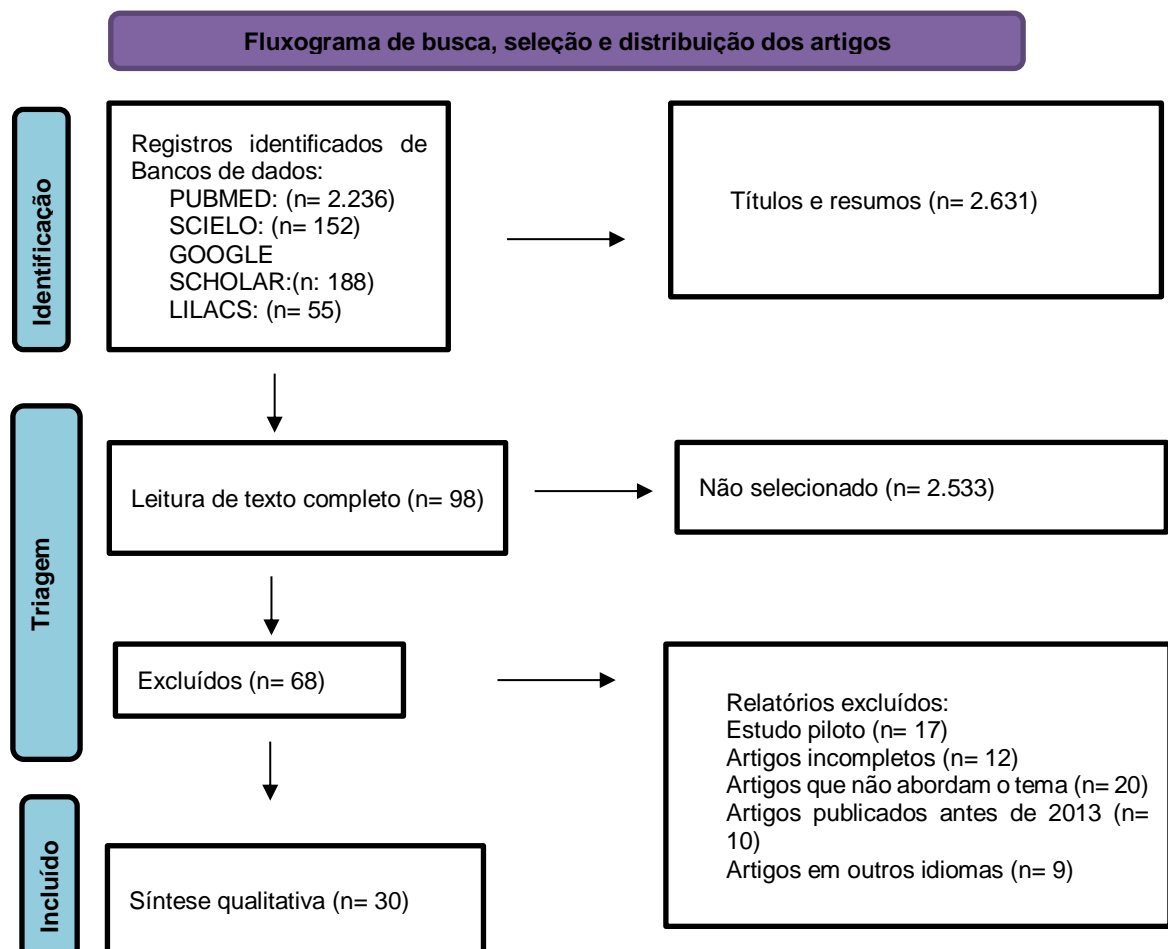 Fluxograma de busca, seleção e distribuição dos artigos
Identificação
Registros identificados de
Bancos de dados:
PUBMED: (n= 2.236)
SCIELO: (n= 152)
GOOGLE
SCHOLAR:(n: 188)
LILACS: (n= 55)
Títulos e resumos (n= 2.631)
Triagem
Leitura de texto completo (n= 98)
Não selecionado (n= 2.533)
Excluídos (n= 68)
Relatórios excluídos:
Estudo piloto (n= 17)
Artigos incompletos (n= 12)
Artigos que não abordam o tema (n= 20)
Artigos publicados antes de 2013 (n=
10)
Artigos em outros idiomas (n= 9)
Incluído
Síntese qualitativa (n= 30)